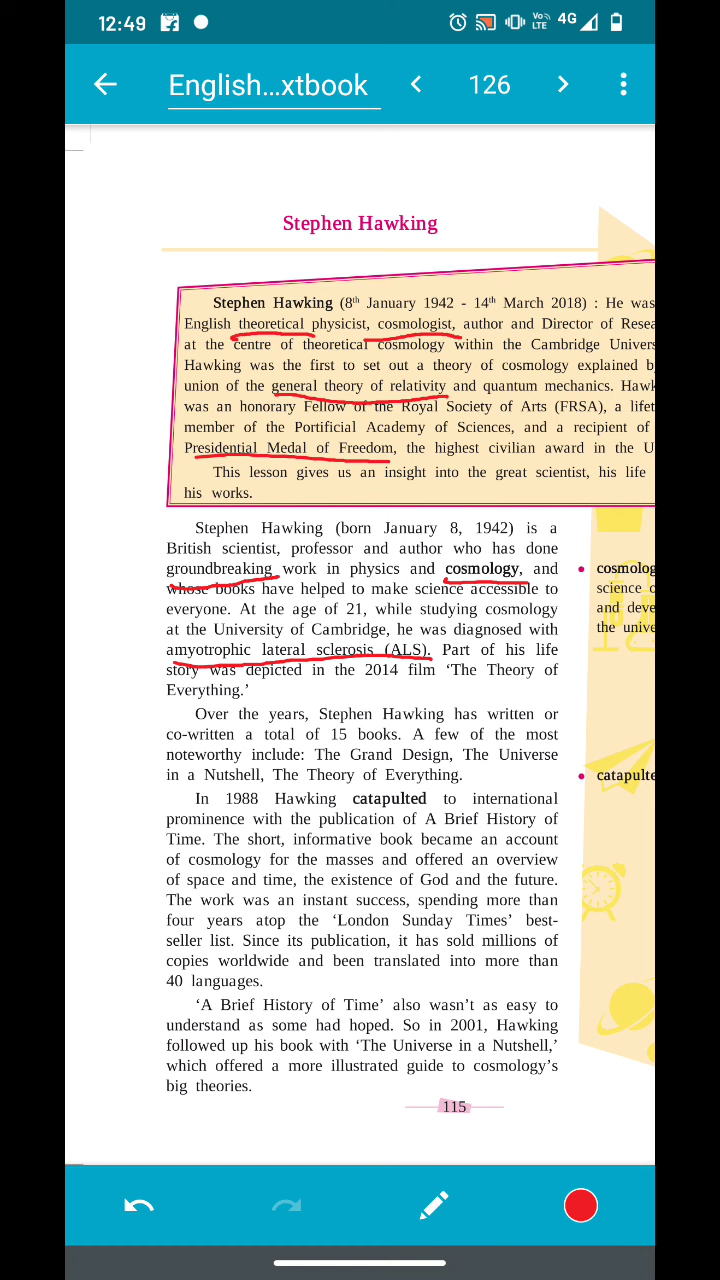 12:49
Vo LTE 4G
English...xtbook 126
Stephen Hawking
Stephen Hawking (8th January 1942 - 14th March 2018) : He was
English theoretical physicist, cosmologist, author and Director of
at the centre of theoretical cosmology within the Cambridge
Hawking was the first to set out a theory of cosmology explained
union of the general theory of relativity and quantum mechanics.
was an honorary Fellow of the Royal Society of Arts (FRSA), a
member of the Portificial Academy of Sciences, and a recipient of
Presidential Medal of Freedom, the highest civilian award in the
This lesson gives us an insight into the great scientist, his life
his works.
Stephen Hawking (born January 8, 1942) is a
British scientist, professor and author who has done
groundbreaking work in physics and cosmology, and
whose books have helped to make science accessible to
everyone. At the age of 21, while studying cosmology
at the University of Cambridge, he was diagnosed with
amyotrophic lateral sclerosis (ALS). Part of his life
story was depicted in the 2014 film ‘The Theory of
Everything.’
Over the years, Stephen Hawking has written or
co-written a total of 15 books. A few of the most
noteworthy include: The Grand Design, The Universe
in a Nutshell, The Theory of Everything.
In 1988 Hawking catapulted to international
prominence with the publication of A Brief History of
Time. The short, informative book became an account
of cosmology for the masses and offered an overview
of space and time, the existence of God and the future.
The work was an instant success, spending more than
four years atop the ‘London Sunday Times’ best-
seller list. Since its publication, it has sold millions of
copies worldwide and been translated into more than
40 languages.
‘A Brief History of Time’ also wasn’t as easy to
understand as some had hoped. So in 2001, Hawking
followed up his book with ‘The Universe in a Nutshell,’
which offered a more illustrated guide to cosmology’s
big theories.
• cosmolog
science
and deve
the unive
• catapulte
115